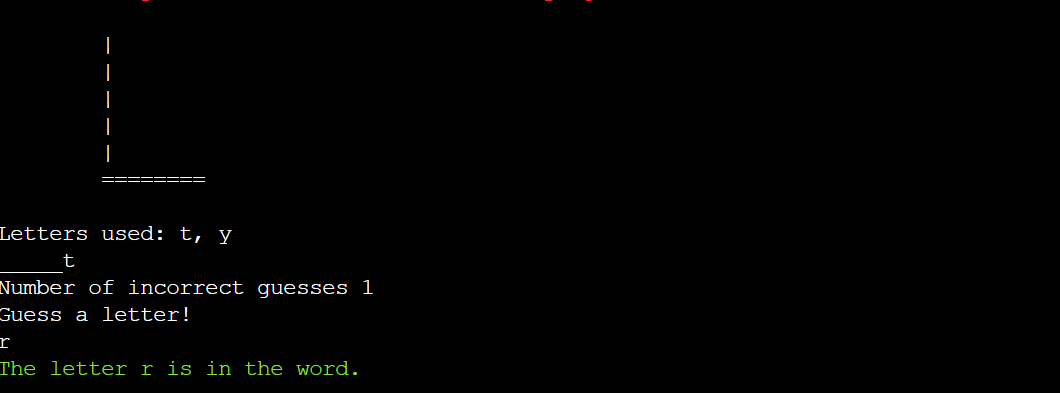 |
|
|
|
|
========
Letters used: t, y
_____t
Number of incorrect guesses 1
Guess a letter!
r
The letter r is in the word.